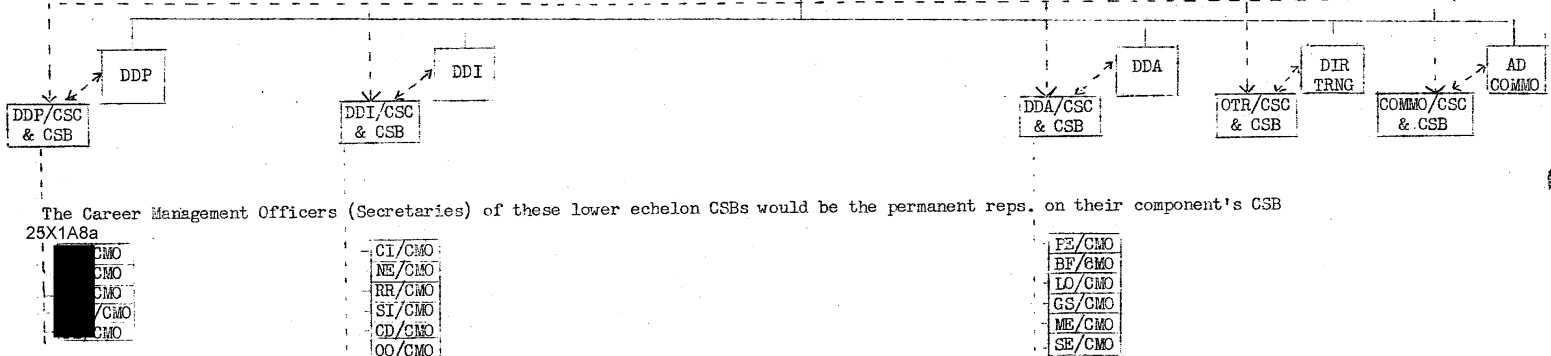 DDP
DDI
DDA
DIR
TRNG
AD
COMMO
DDP/CSC
& CSB
DDI/CSC
& CSB
DDA/CSC
& CSB
OTR/CSC
& CSB
COMMO/CSC
& CSB
The Career Management Officers (Secretaries) of these lower echelon CSBs would be the permanent reps. on their component's CSB
25X1A8a
CMO
CMO
CMO
/CMO
CMO
CI/CMO
NE/CMO
RR/CMO
SI/CMO
CD/CMO
OO/CMO
PE/CMO
BF/CMO
LO/CMO
GS/CMO
ME/CMO
SE/CMO